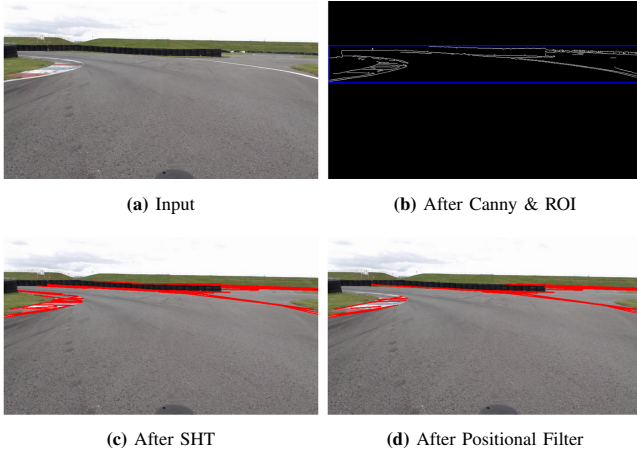 (a) Input
(b) After Canny & ROI
(c) After SHT
(d) After Positional Filter